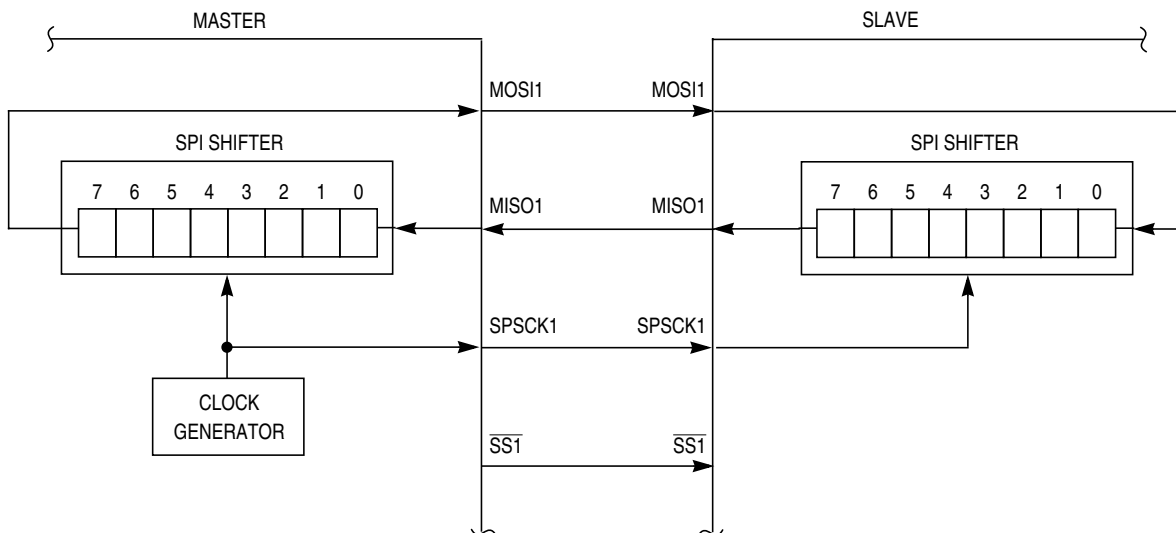 MASTER
SLAVE
MOSI1 MOSI1
SPI SHIFTER SPI SHIFTER
7 6 5 4 3 2 1 0 7 6 5 4 3 2 1 0
MISO1 MISO1
SPSCK1 SPSCK1
CLOCK
GENERATOR
SS1 SS1